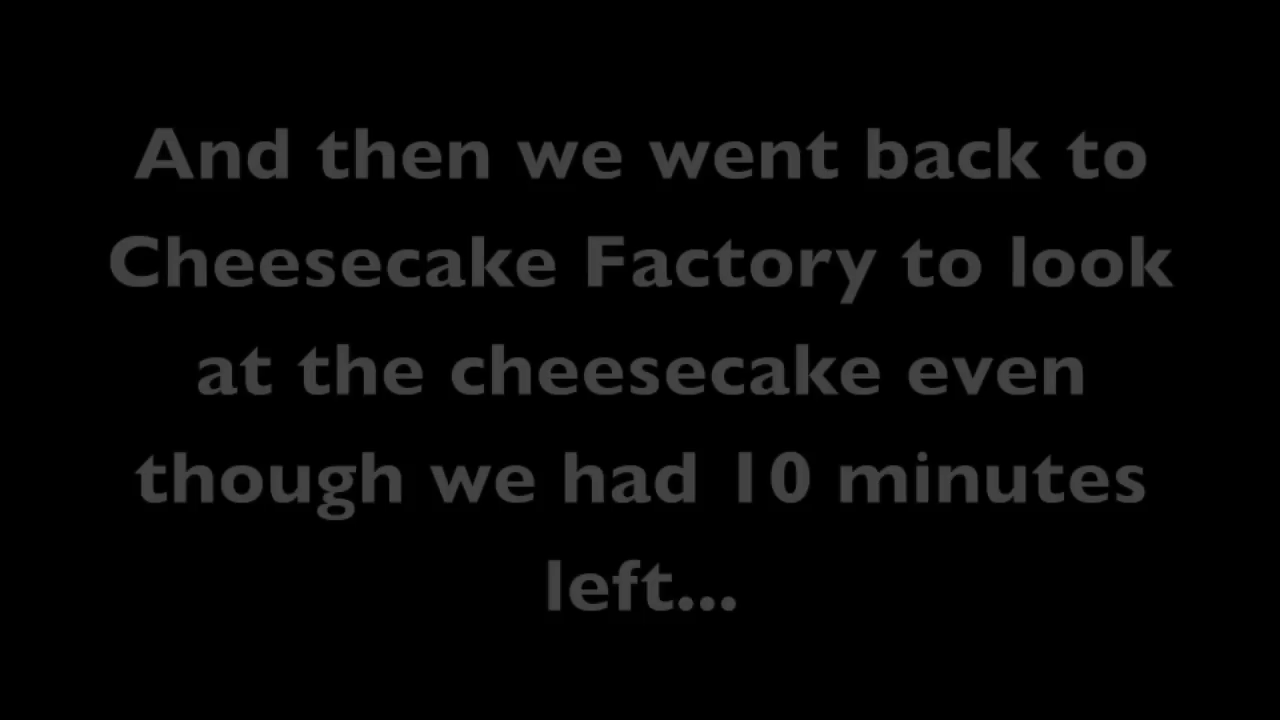 And then we went back to
Cheesecake Factory to look
at the cheesecake even
though we had 10 minutes
left...